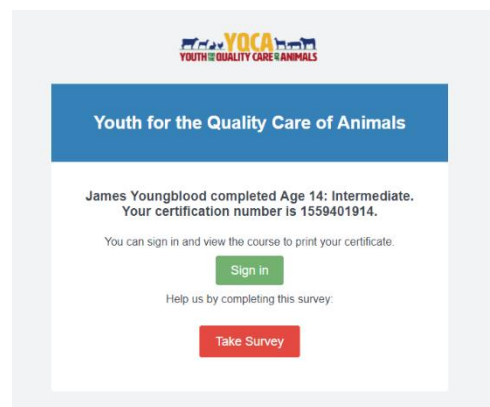 YQCA
YOUTH FOR THE QUALITY CARE OF ANIMALS
Youth for the Quality Care of Animals
James Youngblood completed Age 14: Intermediate.
Your certification number is 1559401914.
You can sign in and view the course to print your certificate.
Sign in
Help us by completing this survey:
Take Survey